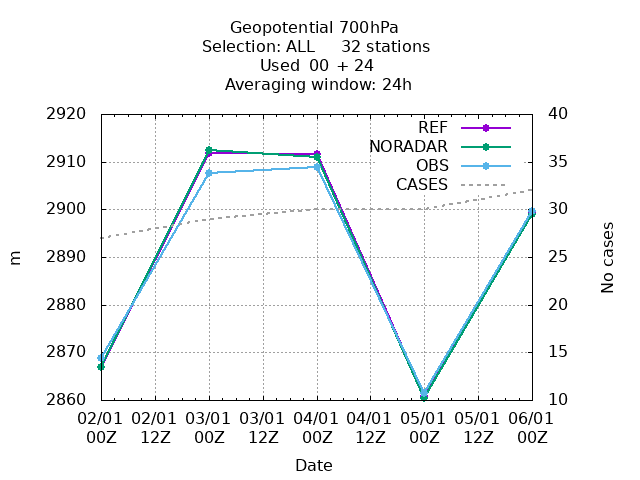 Geopotential 700hPa
Selection: ALL     32 stations
Used  00  + 24
Averaging window: 24h
2920 40
REF
NORADAR
2910 OBS 35
CASES
2900 30
2890 25
m No cases
2880 20
2870 15
2860 10
02/01 02/01 03/01 03/01 04/01 04/01 05/01 05/01 06/01
00Z 12Z 00Z 12Z 00Z 12Z 00Z 12Z 00Z
Date